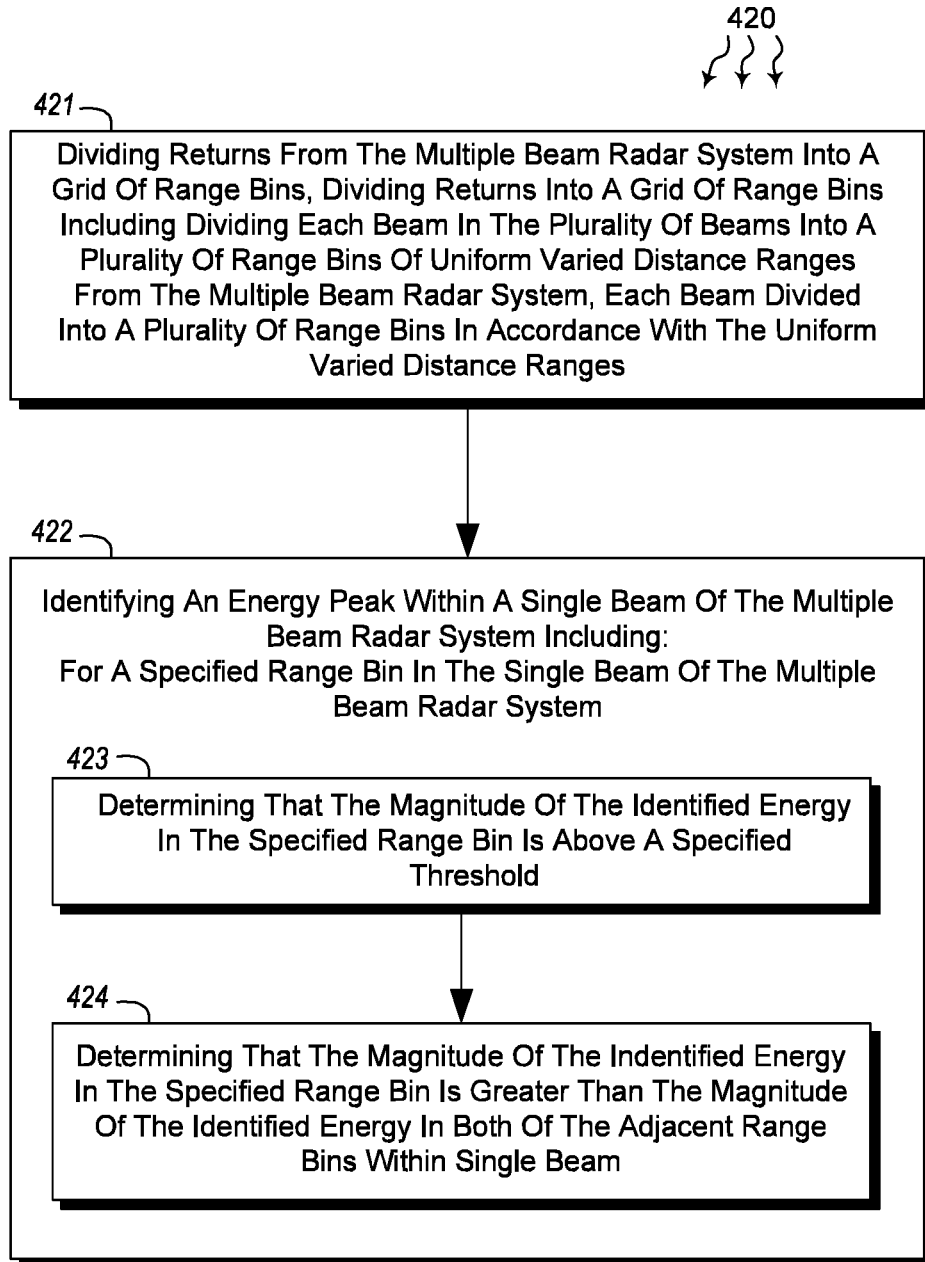 420
421
Dividing Returns From The Multiple Beam Radar System Into A
Grid Of Range Bins, Dividing Returns Into A Grid Of Range Bins
Including Dividing Each Beam In The Plurality Of Beams Into A
Plurality Of Range Bins Of Uniform Varied Distance Ranges
From The Multiple Beam Radar System, Each Beam Divided
Into A Plurality Of Range Bins In Accordance With The Uniform
Varied Distance Ranges
422
Identifying An Energy Peak Within A Single Beam Of The Multiple
Beam Radar System Including:
For A Specified Range Bin In The Single Beam Of The Multiple
Beam Radar System
423
Determining That The Magnitude Of The Identified Energy
In The Specified Range Bin Is Above A Specified
Threshold
424
Determining That The Magnitude Of The Indentified Energy
In The Specified Range Bin Is Greater Than The Magnitude
Of The Identified Energy In Both Of The Adjacent Range
Bins Within Single Beam